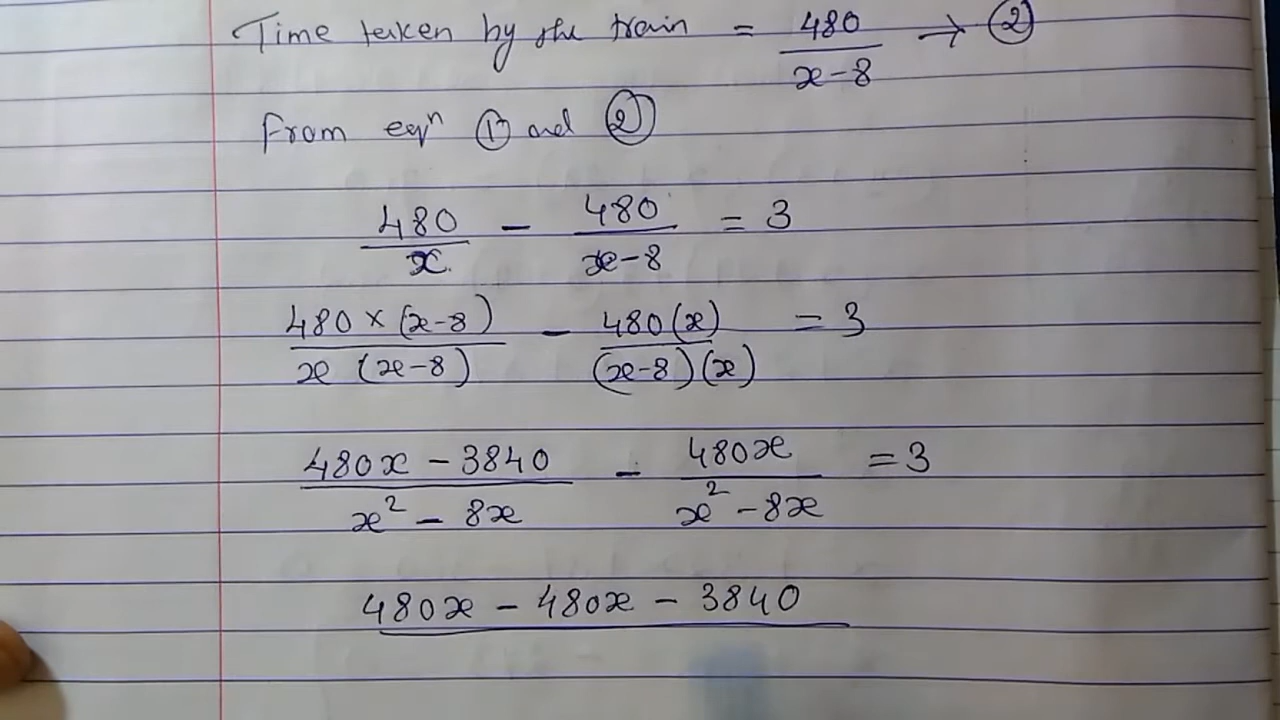 Time taken by the train = 480/(x-8) → ②
From eqⁿ ① and ②
480/x - 480/(x-8) = 3
480×(x-8)/x(x-8) - 480(x)/(x-8)(x) = 3
(480x - 3840)/(x² - 8x) - 480x/(x² - 8x) = 3
480x - 480x - 3840